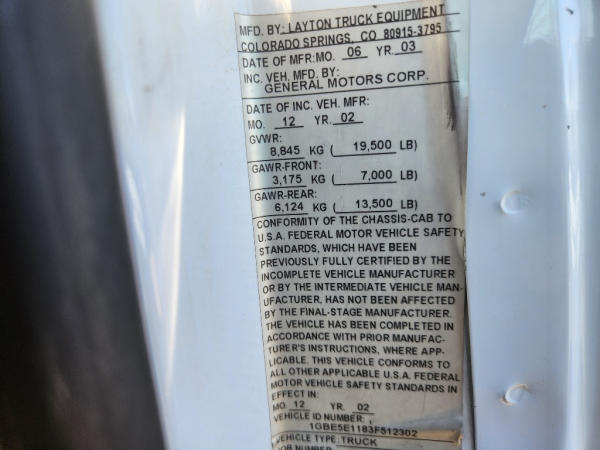 MFD. BY: LAYTON TRUCK EQUIPMENT
COLORADO SPRINGS, CO 80915-3795
DATE OF MFR: MO. 06 YR. 03
INC. VEH. MFD. BY:
GENERAL MOTORS CORP.
DATE OF INC. VEH. MFR:
MO. 12 YR. 02
GVWR:
8,845 KG ( 19,500 LB)
GAWR-FRONT:
3,175 KG ( 7,000 LB)
GAWR-REAR:
6,124 KG ( 13,500 LB)
CONFORMITY OF THE CHASSIS-CAB TO
U.S.A. FEDERAL MOTOR VEHICLE SAFETY
STANDARDS, WHICH HAVE BEEN
PREVIOUSLY FULLY CERTIFIED BY THE
INCOMPLETE VEHICLE MANUFACTURER
OR BY THE INTERMEDIATE VEHICLE MAN-
UFACTURER, HAS NOT BEEN AFFECTED
BY THE FINAL-STAGE MANUFACTURER.
THE VEHICLE HAS BEEN COMPLETED IN
ACCORDANCE WITH PRIOR MANUFAC-
TURER'S INSTRUCTIONS, WHERE APP-
LICABLE. THIS VEHICLE CONFORMS TO
ALL OTHER APPLICABLE U.S.A. FEDERAL
MOTOR VEHICLE SAFETY STANDARDS IN
EFFECT IN:
MO. 12 YR. 02
VEHICLE ID NUMBER:
1GBE5E1183F512302
VEHICLE TYPE: TRUCK
JOB NUMBER